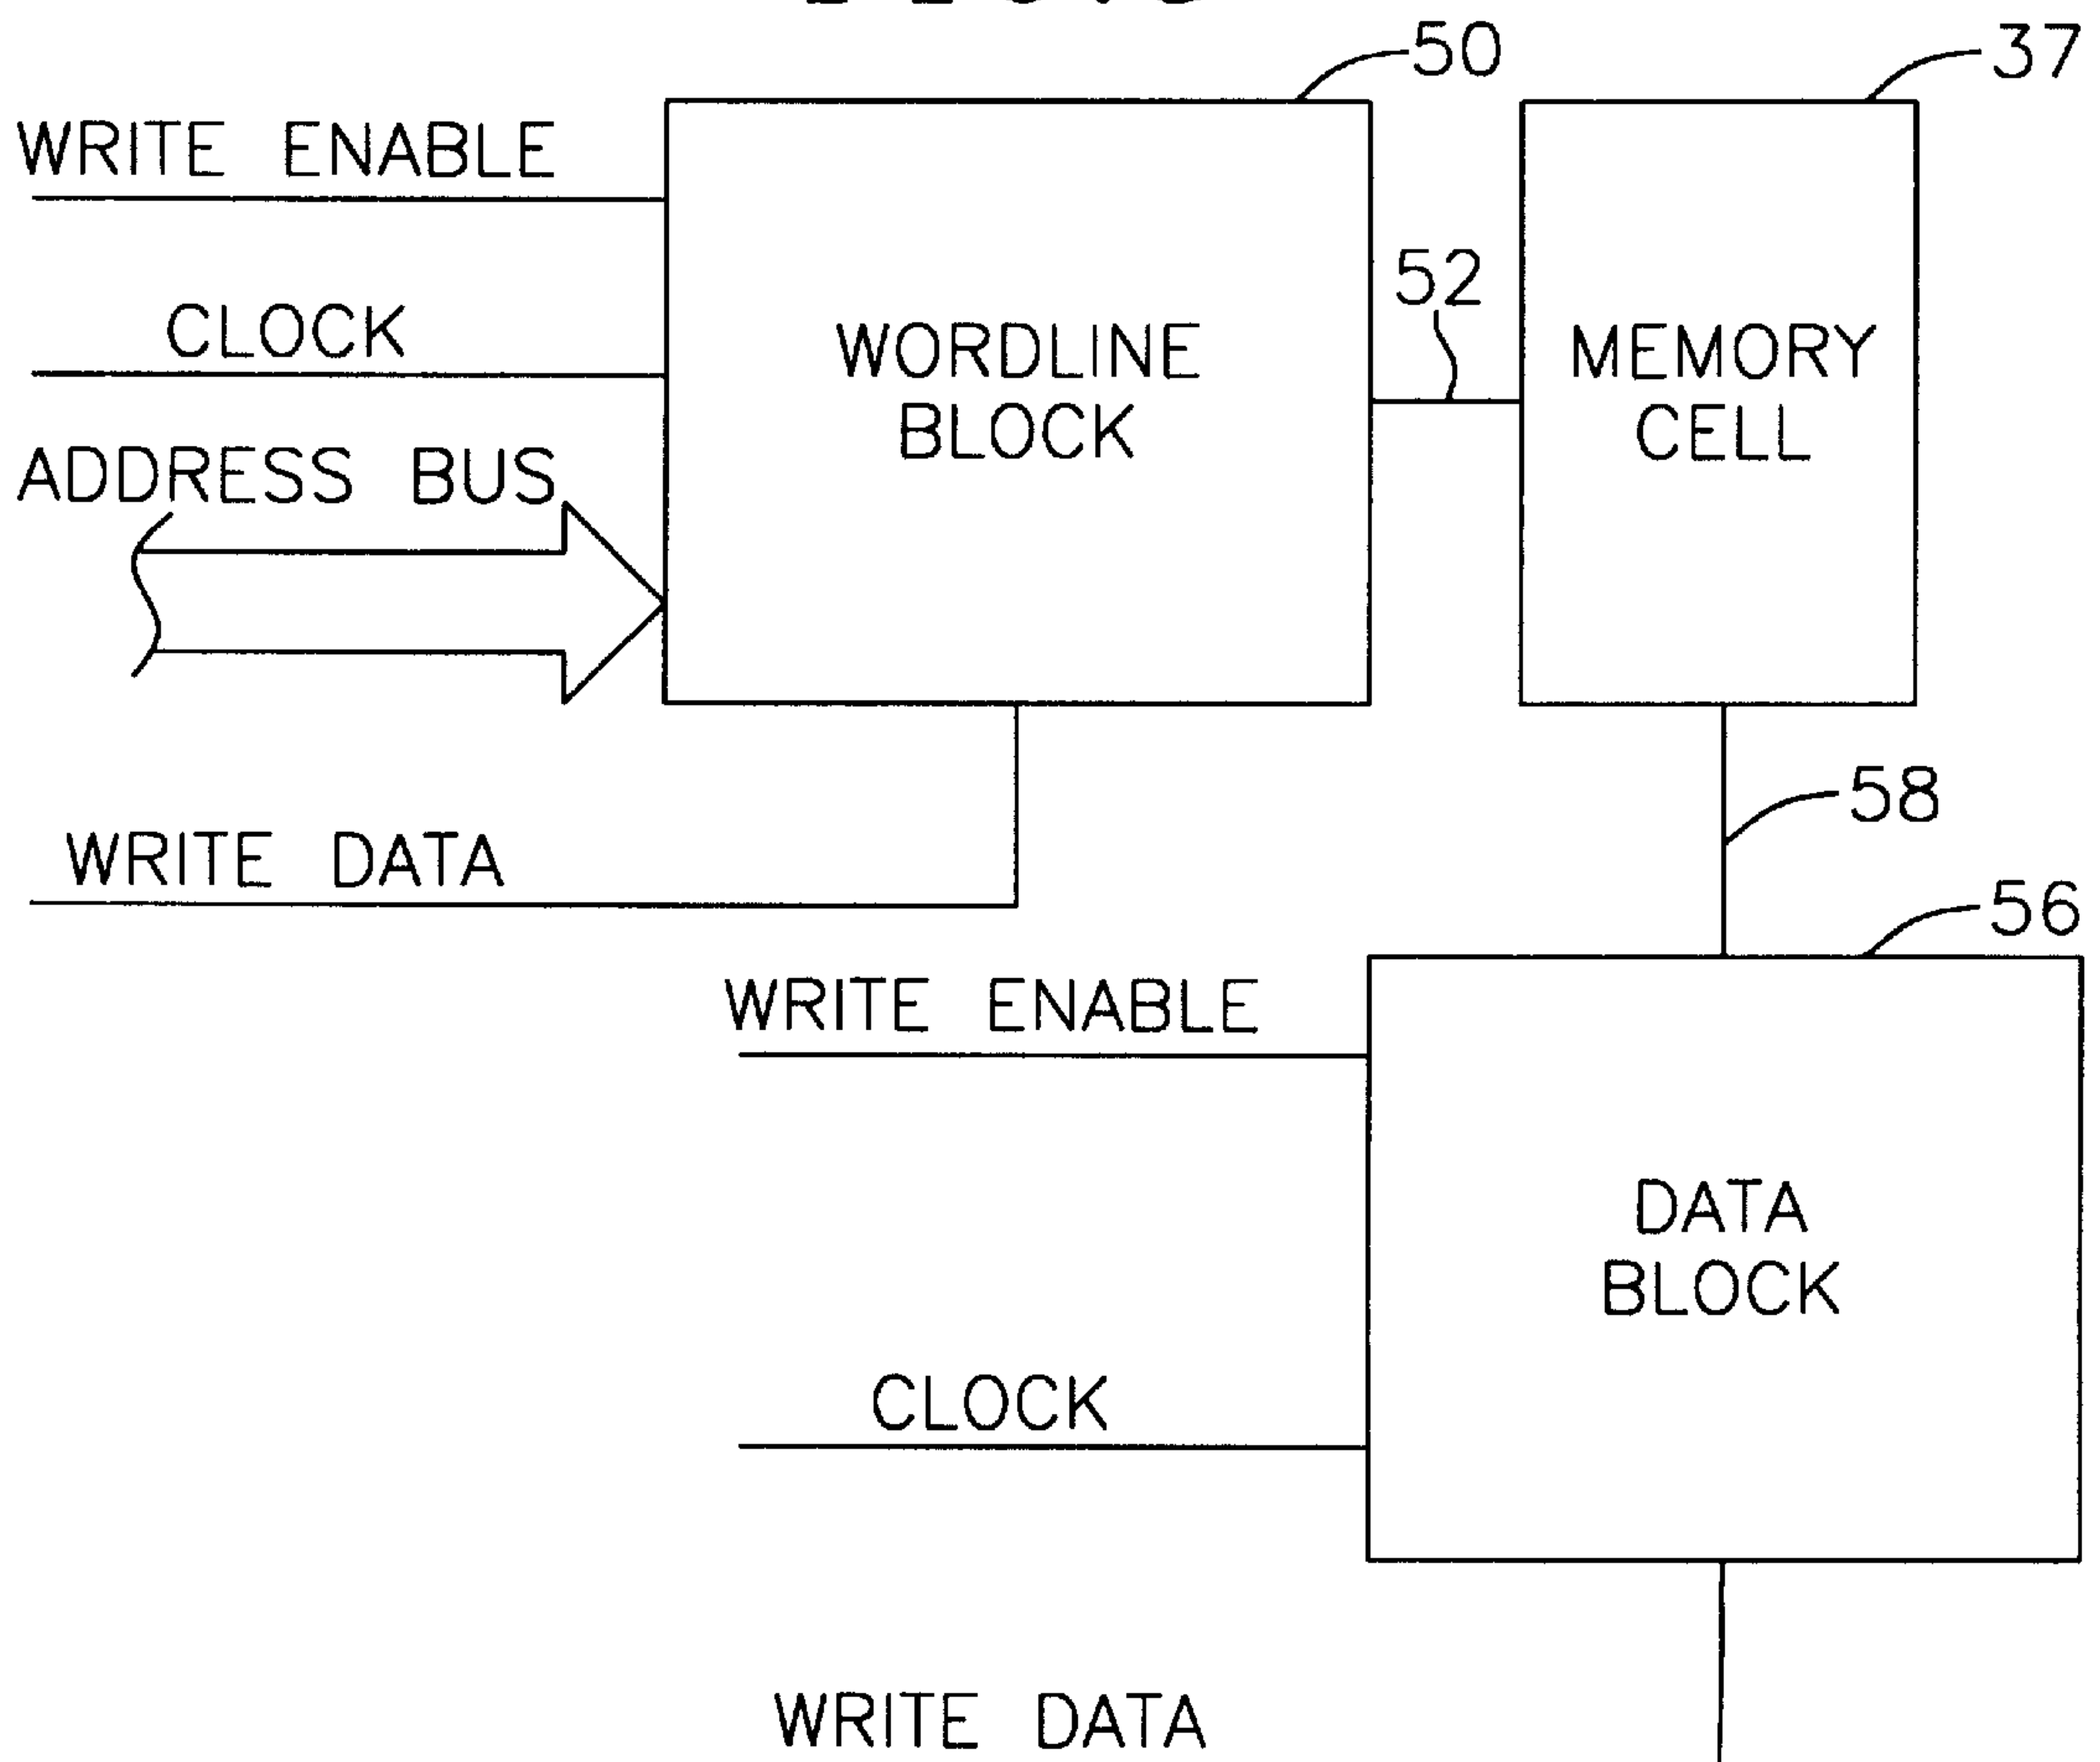 50
37
WRITE ENABLE
52
CLOCK
WORDLINE
BLOCK
MEMORY
CELL
ADDRESS BUS
58
WRITE DATA
56
WRITE ENABLE
DATA
BLOCK
CLOCK
WRITE DATA